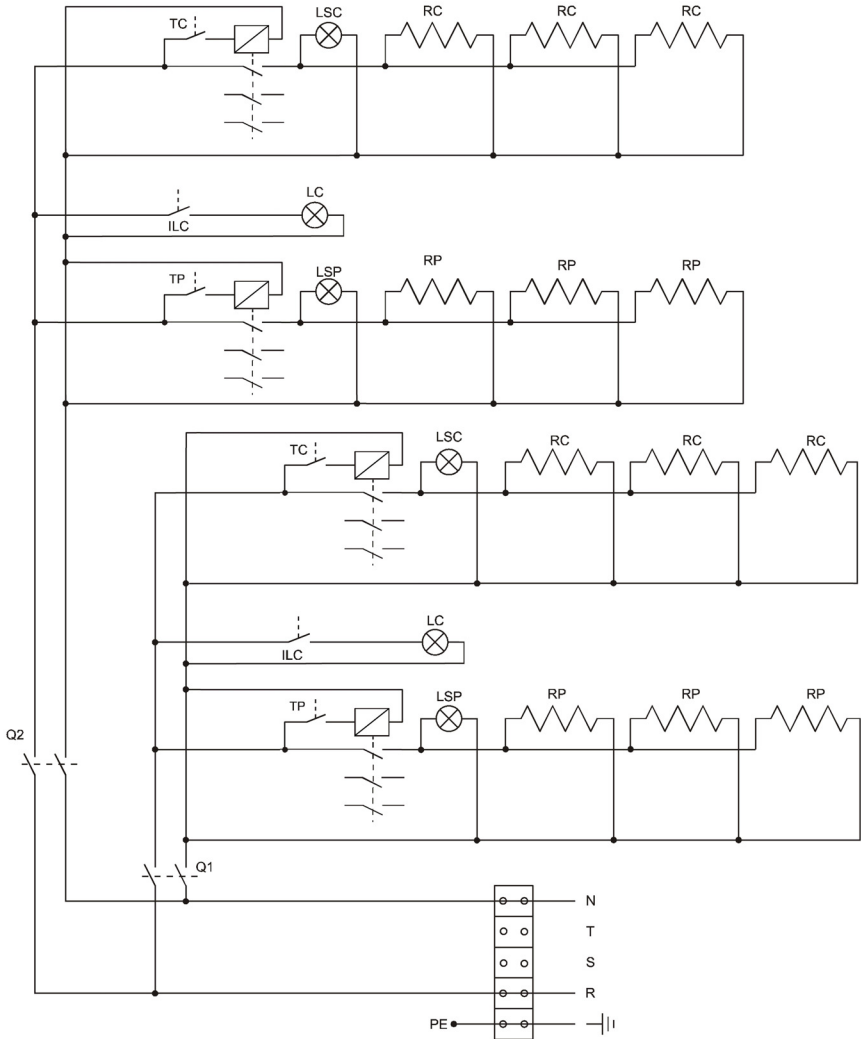 TC LSC RC RC RC
LC
ILC
TP LSP RP RP RP
TC LSC RC RC RC
LC
ILC
TP LSP RP RP RP
Q2
Q1
N
T
S
R
PE